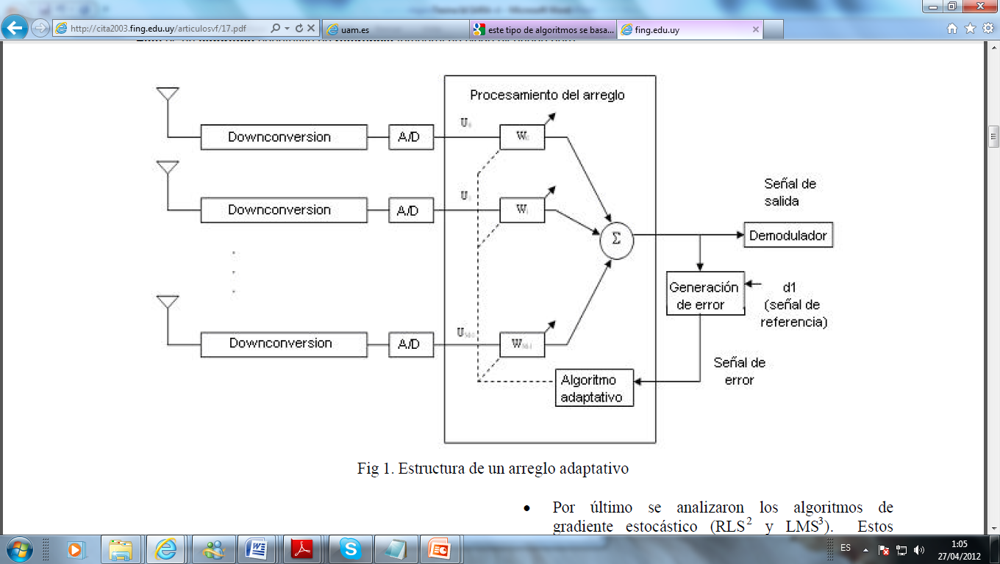 http://cita2003.fing.edu.uy/articulosvf/17.pdf
uam.es
este tipo de algoritmos se basa...
fing.edu.uy
Procesamiento del arreglo
Downconversion
A/D
U
W
Downconversion
A/D
U
W
Señal de
salida
Σ
Demodulador
Generación
de error
d1
(señal de
referencia)
Downconversion
A/D
U
W
Señal de
error
Algoritmo
adaptativo
Fig 1. Estructura de un arreglo adaptativo
• Por último se analizaron los algoritmos de
gradiente estocástico (RLS2 y LMS3). Estos
ES
1:05
27/04/2012